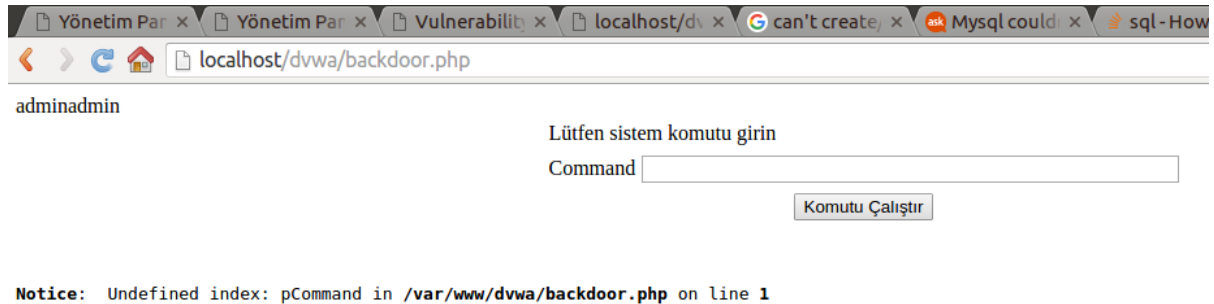 Yönetim Par
Yönetim Par
Vulnerability
localhost/dv
can't create/
ask
Mysql could
sql - How
localhost/dvwa/backdoor.php
adminadmin
Lütfen sistem komutu girin
Command
Komutu Çalıştır
Notice: Undefined index: pCommand in /var/www/dvwa/backdoor.php on line 1